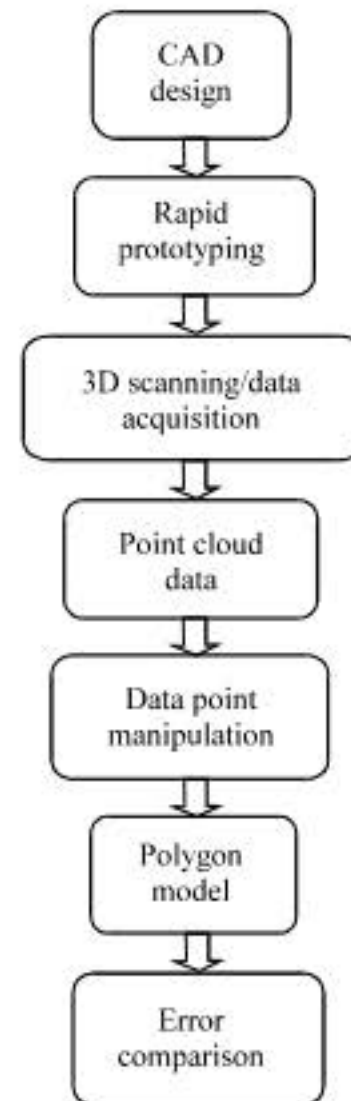 CAD
design
Rapid
prototyping
3D scanning/data
acquisition
Point cloud
data
Data point
manipulation
Polygon
model
Error
comparison